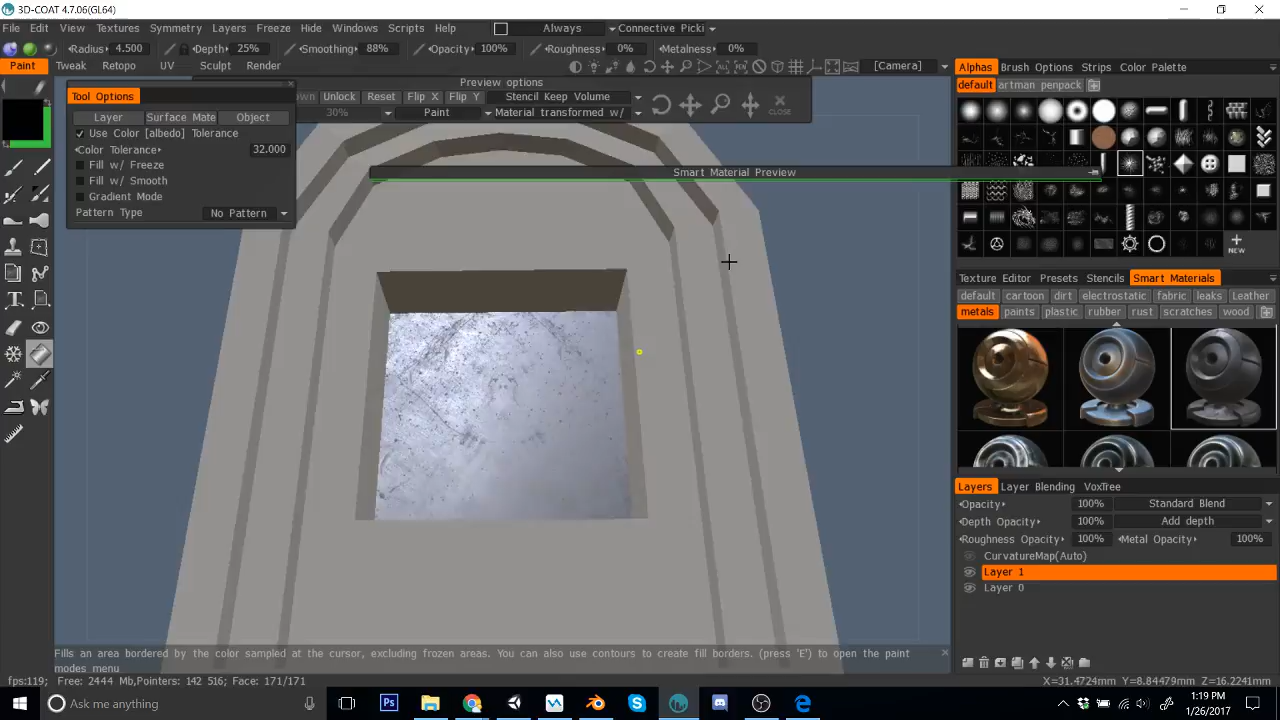 3D-COAT 4.7.06(GL64)
File Edit View Textures Symmetry Layers Freeze Hide Windows Scripts Help Always Connective Picki
Radius 4.500 Depth 25% Smoothing 88% Opacity 100% Roughness 0% Metalness 0%
Paint Tweak Retopo UV Sculpt Render [Camera]
Alphas Brush Options Strips Color Palette
default artman penpack
Preview options
Unlock Reset Flip X Flip Y Stencil Keep Volume
30% Paint Material transformed w/ CLOSE
Tool Options
Layer Surface Mate Object
Use Color [albedo] Tolerance
Color Tolerance 32.000
Fill w/ Freeze
Fill w/ Smooth
Gradient Mode
Pattern Type No Pattern
Smart Material Preview
NEW
Texture Editor Presets Stencils Smart Materials
default cartoon dirt electrostatic fabric leaks Leather
metals paints plastic rubber rust scratches wood
Layers Layer Blending VoxTree
Opacity 100% Standard Blend
Depth Opacity 100% Add depth
Roughness Opacity 100% Metal Opacity 100%
CurvatureMap(Auto)
Layer 1
Layer 0
Fills an area bordered by the color sampled at the cursor, excluding frozen areas. You can also use contours to create fill borders. (press 'E') to open the paint
modes menu
fps:119; Free: 2444 Mb,Pointers: 142 516; Face: 171/171 X=31.4724mm Y=8.84479mm Z=16.2241mm
Ask me anything
Ps
1:19 PM
1/26/2017